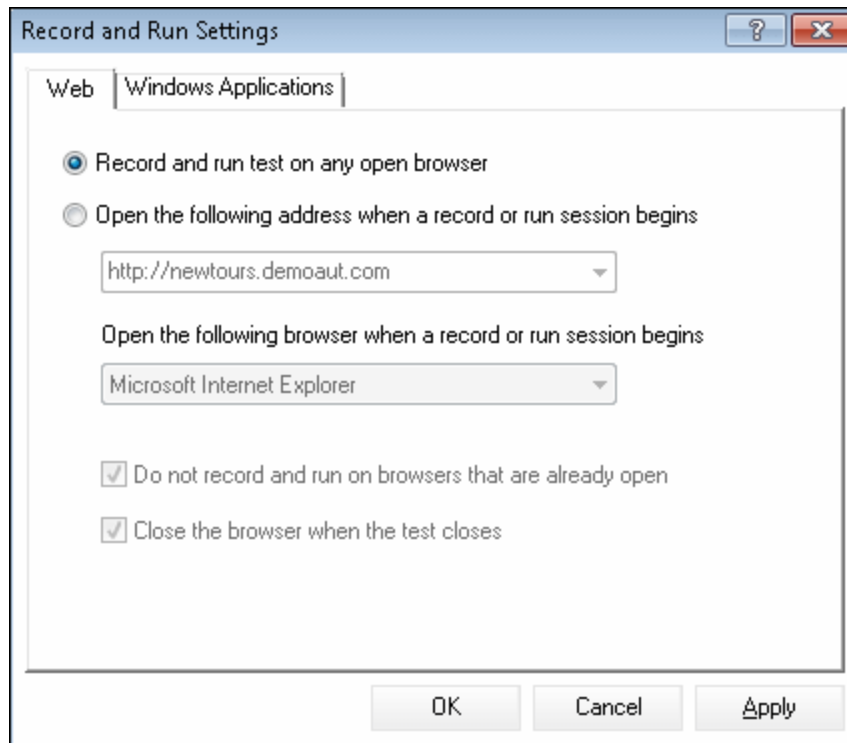 Record and Run Settings
Web
Windows Applications
Record and run test on any open browser
Open the following address when a record or run session begins
http://newtours.demoaut.com
Open the following browser when a record or run session begins
Microsoft Internet Explorer
Do not record and run on browsers that are already open
Close the browser when the test closes
OK
Cancel
Apply